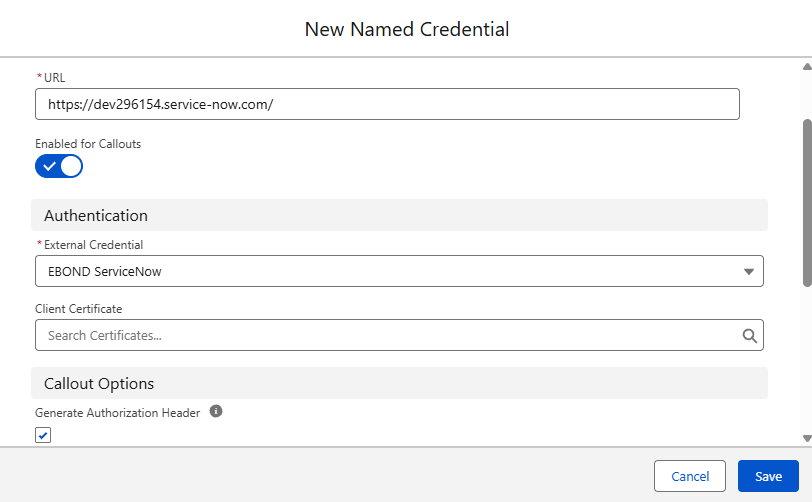 New Named Credential
*URL
https://dev296154.service-now.com/
Enabled for Callouts
Authentication
*External Credential
EBOND ServiceNow
Client Certificate
Search Certificates...
Callout Options
Generate Authorization Header
Cancel
Save